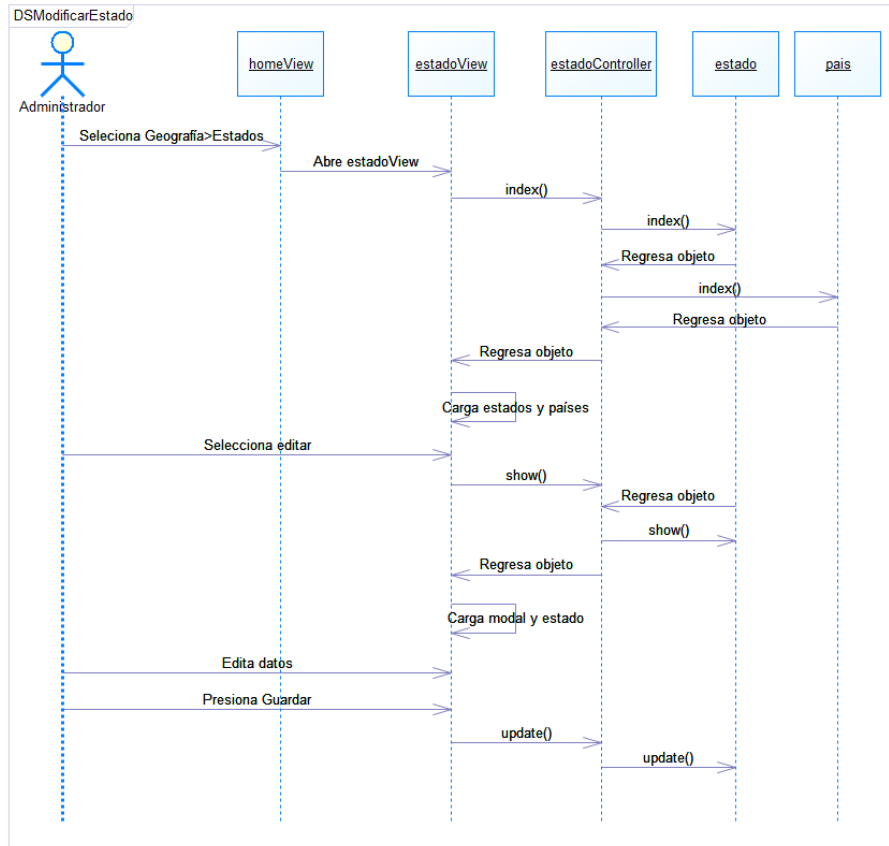 DSModificarEstado
homeView
estadoView
estadoController
estado
pais
Administrador
Seleciona Geografía>Estados
Abre estadoView
index()
index()
Regresa objeto
index()
Regresa objeto
Regresa objeto
Carga estados y países
Selecciona editar
show()
Regresa objeto
show()
Regresa objeto
Carga modal y estado
Edita datos
Presiona Guardar
update()
update()